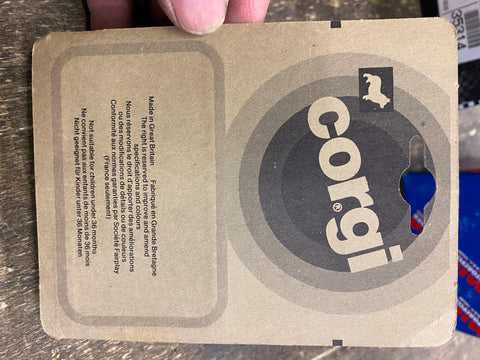 corgi
Made in Great Britain Fabriqué en Grande Bretagne
The right is reserved to improve and amend
specifications and colours
Nous réservons le droit d'apporter des améliorations
ou des modifications de détails ou de couleurs
Conformité aux normes garanties par Société Fairplay
(France seulement)
Not suitable for children under 36 months
Ne convient pas aux enfants de moins de 36 mois
Nicht geeignet für Kinder unter 36 Monaten